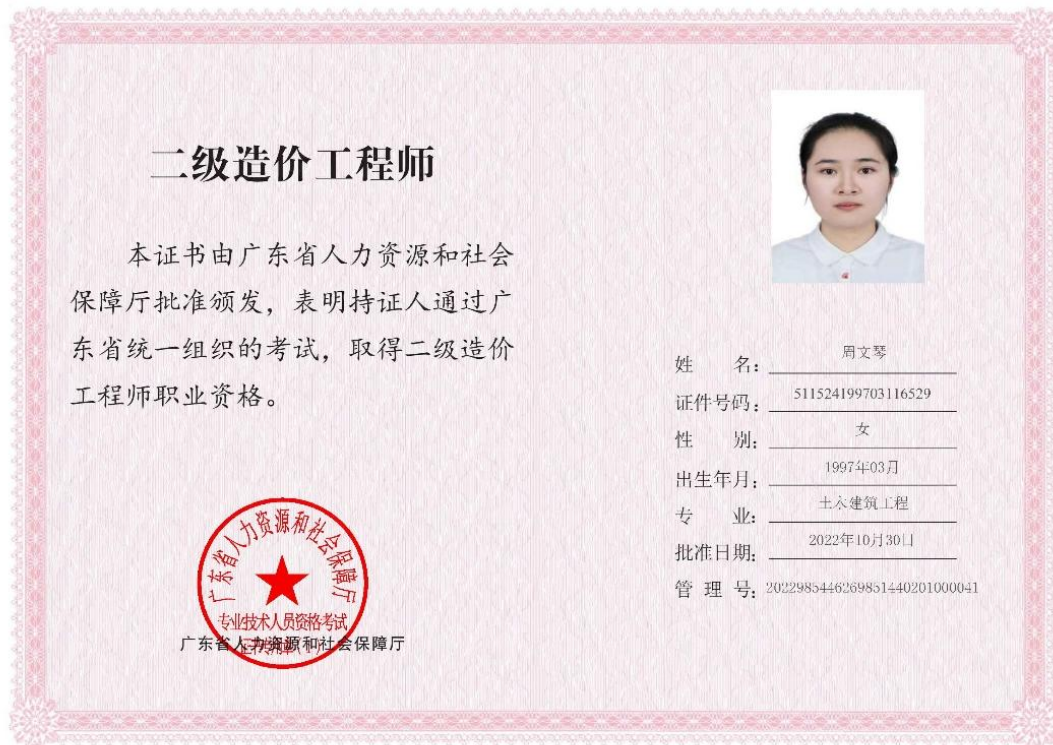 二级造价工程师
本证书由广东省人力资源和社会
保障厅批准颁发，表明持证人通过广
东省统一组织的考试，取得二级造价
工程师职业资格。
广东省人力资源和社会保障厅
专业技术人员资格考试
广东省人力资源和社会保障厅
姓 名：周文琴
证件号码：511524199703116529
性 别：女
出生年月：1997年03月
专 业：土木建筑工程
批准日期：2022年10月30日
管 理 号：2022985446269851440201000041